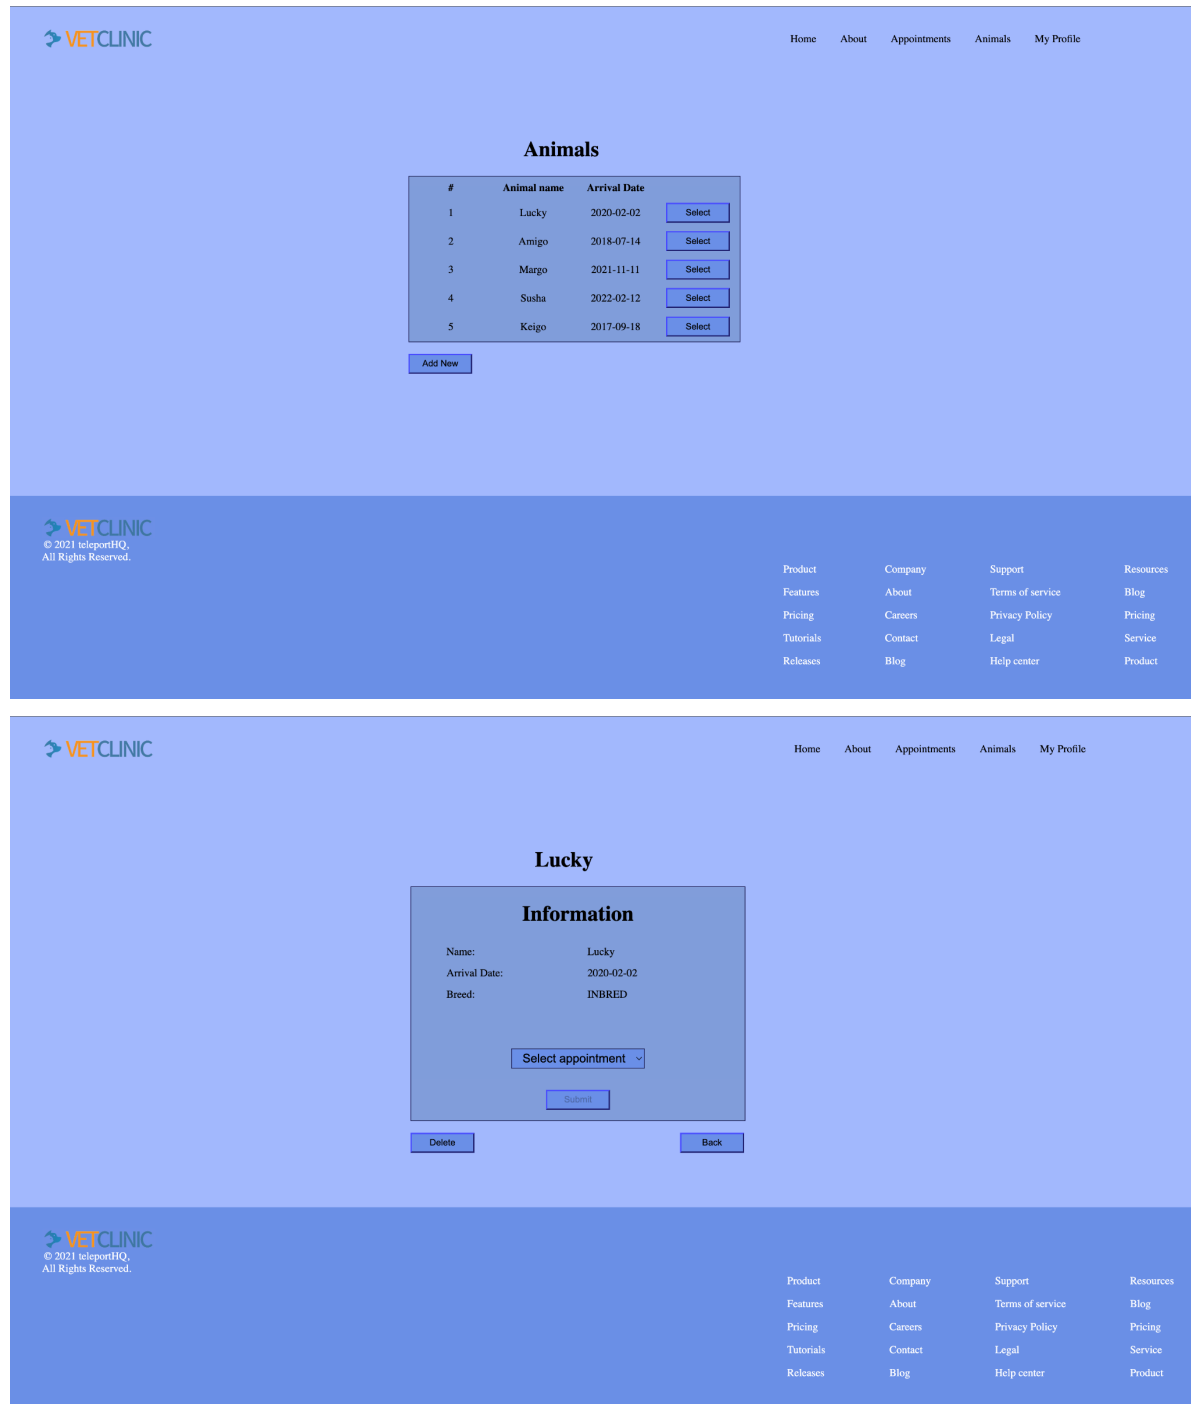 VETCLINIC
Home About Appointments Animals My Profile
Animals
# Animal name Arrival Date
1 Lucky 2020-02-02 Select
2 Amigo 2018-07-14 Select
3 Margo 2021-11-11 Select
4 Susha 2022-02-12 Select
5 Keigo 2017-09-18 Select
Add New
VETCLINIC
© 2021 teleportHQ,
All Rights Reserved.
Product Company Support Resources
Features About Terms of service Blog
Pricing Careers Privacy Policy Pricing
Tutorials Contact Legal Service
Releases Blog Help center Product
VETCLINIC
Home About Appointments Animals My Profile
Lucky
Information
Name: Lucky
Arrival Date: 2020-02-02
Breed: INBRED
Select appointment
Submit
Delete Back
VETCLINIC
© 2021 teleportHQ,
All Rights Reserved.
Product Company Support Resources
Features About Terms of service Blog
Pricing Careers Privacy Policy Pricing
Tutorials Contact Legal Service
Releases Blog Help center Product